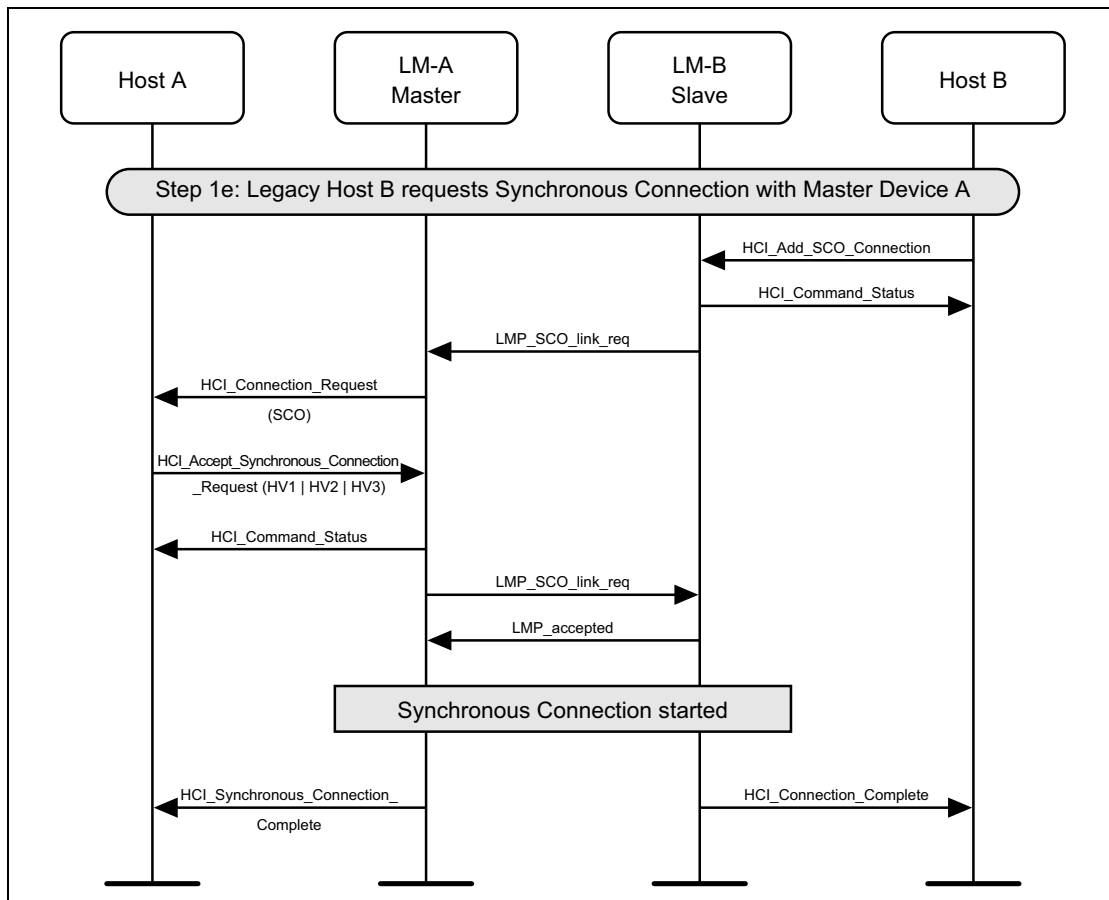 Host A
LM-A
Master
LM-B
Slave
Host B
Step 1e: Legacy Host B requests Synchronous Connection with Master Device A
HCI_Add_SCO_Connection
HCI_Command_Status
LMP_SCO_link_req
HCI_Connection_Request
(SCO)
HCI_Accept_Synchronous_Connection
_Request (HV1 | HV2 | HV3)
HCI_Command_Status
LMP_SCO_link_req
LMP_accepted
Synchronous Connection started
HCI_Synchronous_Connection_
Complete
HCI_Connection_Complete